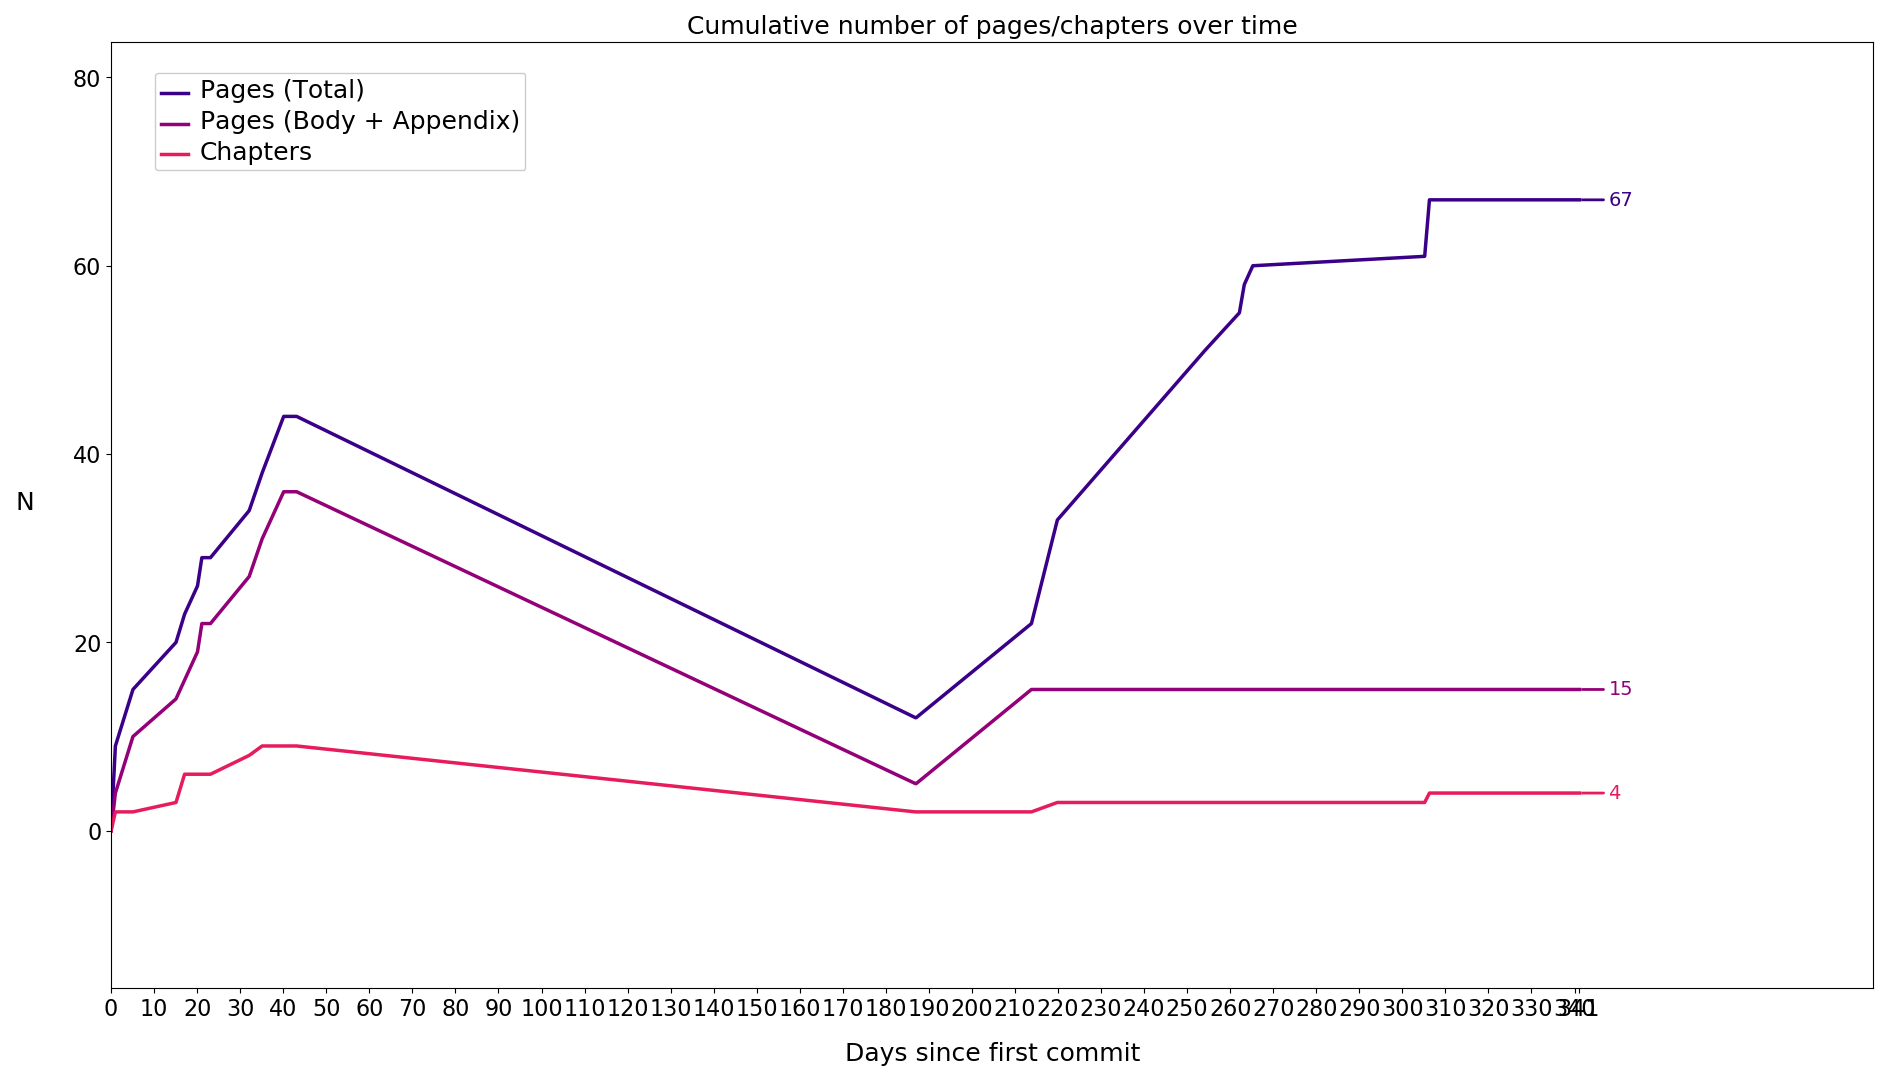 Cumulative number of pages/chapters over time
80
60
40
20
0
N
Pages (Total)
Pages (Body + Appendix)
Chapters
67
15
4
0 10 20 30 40 50 60 70 80 90 100 110 120 130 140 150 160 170 180 190 200 210 220 230 240 250 260 270 280 290 300 310 320 330 340 341
Days since first commit